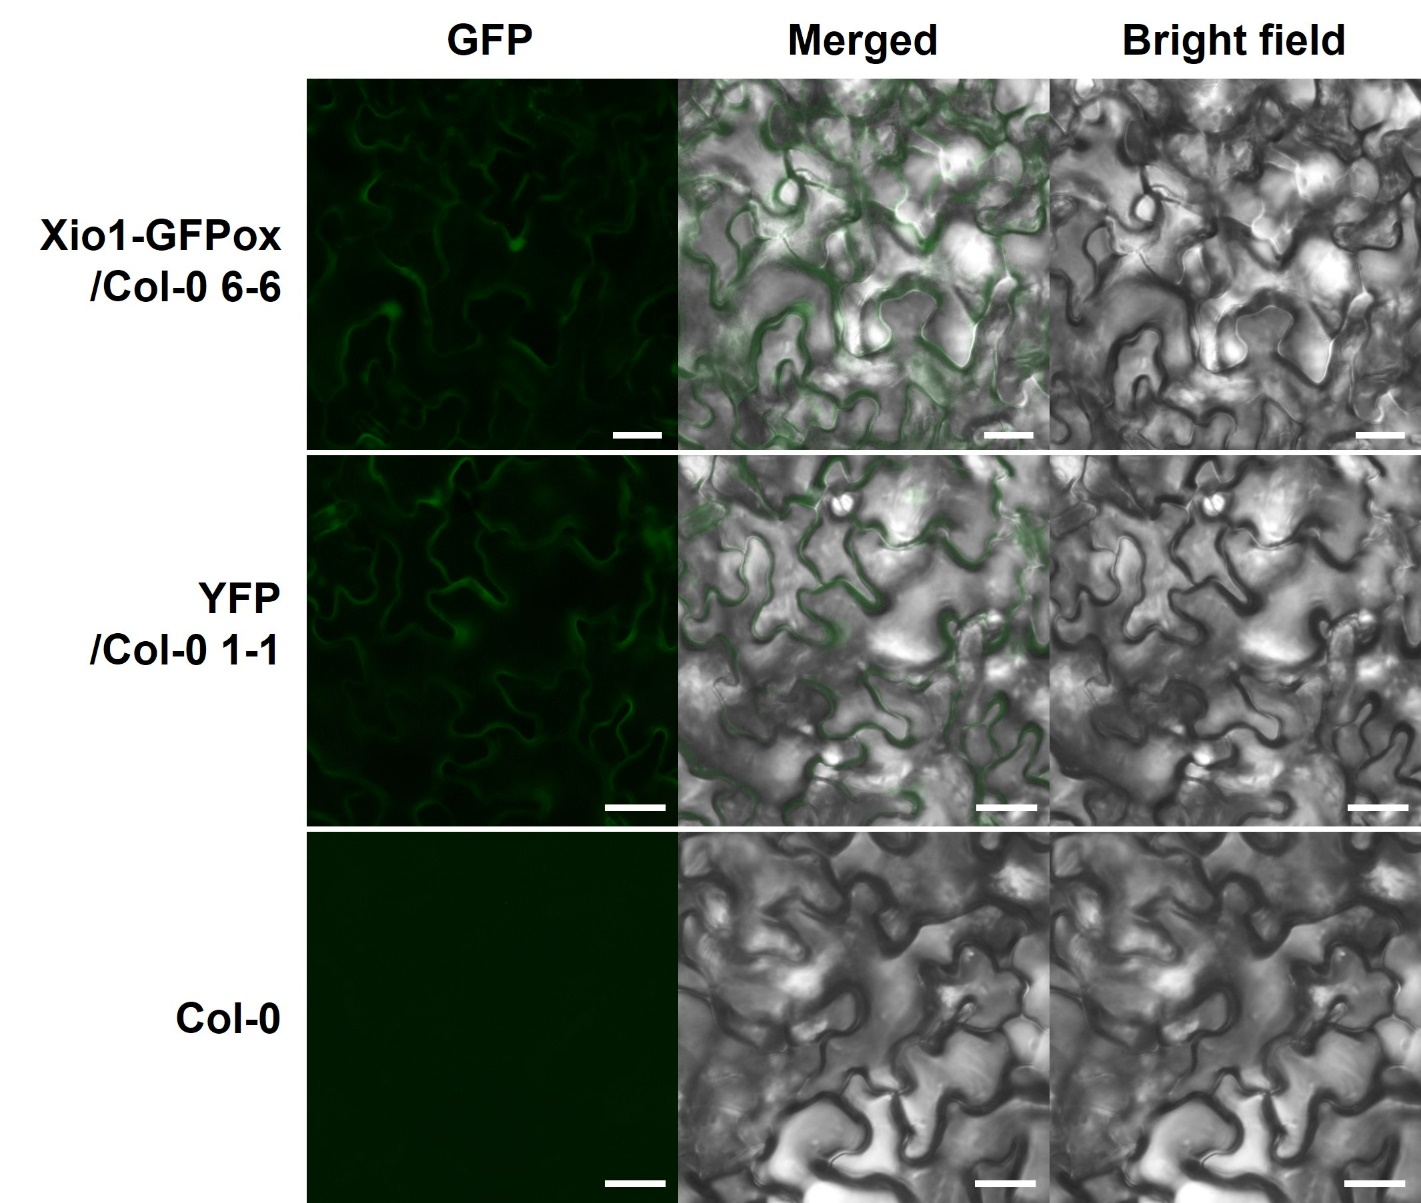 GFP
Merged
Bright field
Xio1-GFPox
/Col-0 6-6
YFP
/Col-0 1-1
Col-0